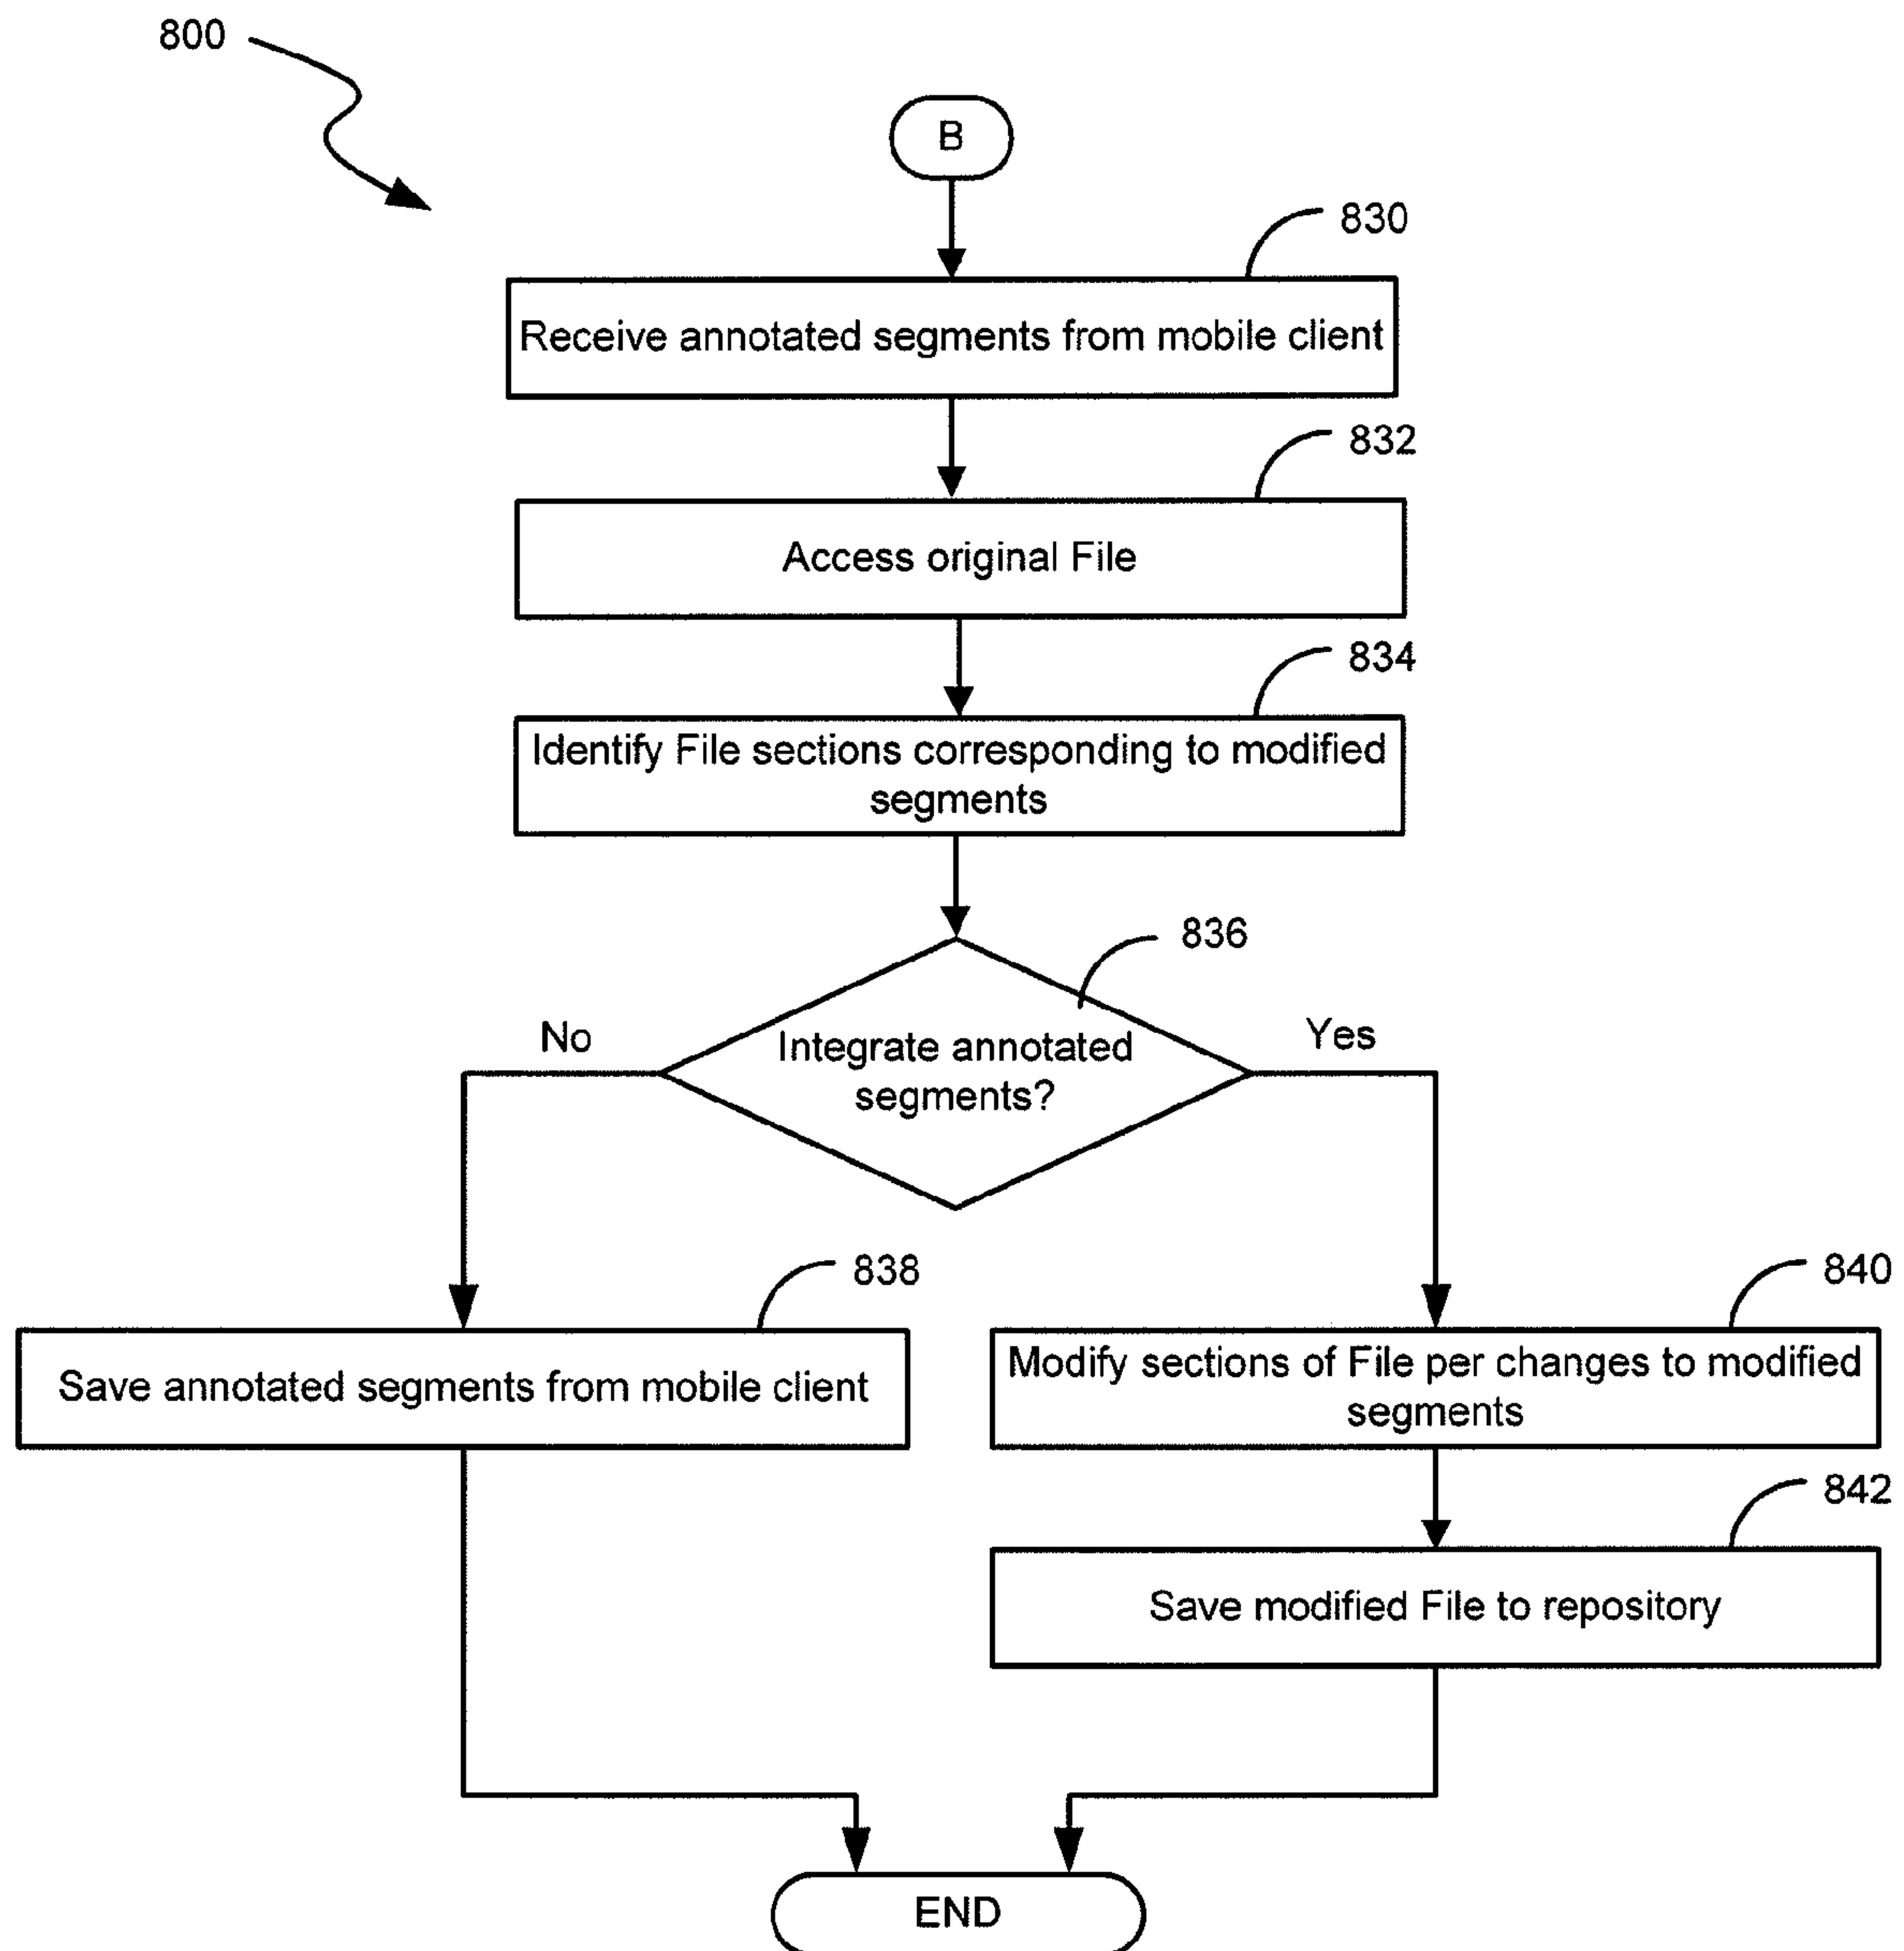 800
B
830
Receive annotated segments from mobile client
832
Access original File
834
Identify File sections corresponding to modified
segments
836
No
Yes
Integrate annotated
segments?
838
840
Save annotated segments from mobile client
Modify sections of File per changes to modified
segments
842
Save modified File to repository
END